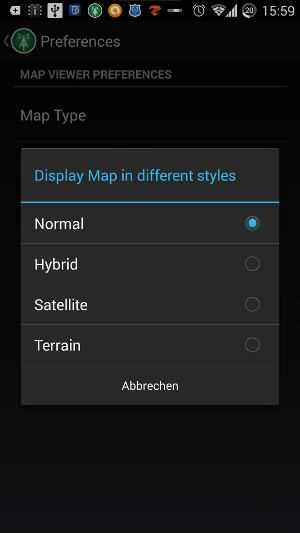 20 15:59
Preferences
MAP VIEWER PREFERENCES
Map Type
Display Map in different styles
Normal
Hybrid
Satellite
Terrain
Abbrechen